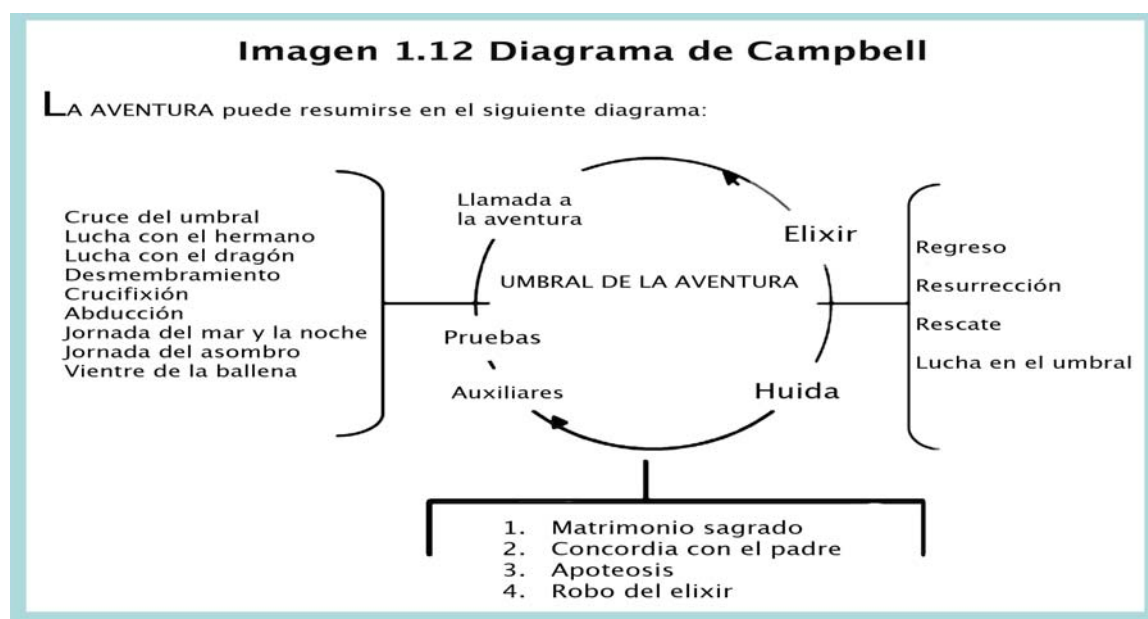 Imagen 1.12 Diagrama de Campbell
LA AVENTURA puede resumirse en el siguiente diagrama:
Cruce del umbral
Lucha con el hermano
Lucha con el dragón
Desmembramiento
Crucifixión
Abducción
Jornada del mar y la noche
Jornada del asombro
Vientre de la ballena
Llamada a
la aventura
Elixir
UMBRAL DE LA AVENTURA
Pruebas
Auxiliares
Huida
Regreso
Resurrección
Rescate
Lucha en el umbral
1. Matrimonio sagrado
2. Concordia con el padre
3. Apoteosis
4. Robo del elixir